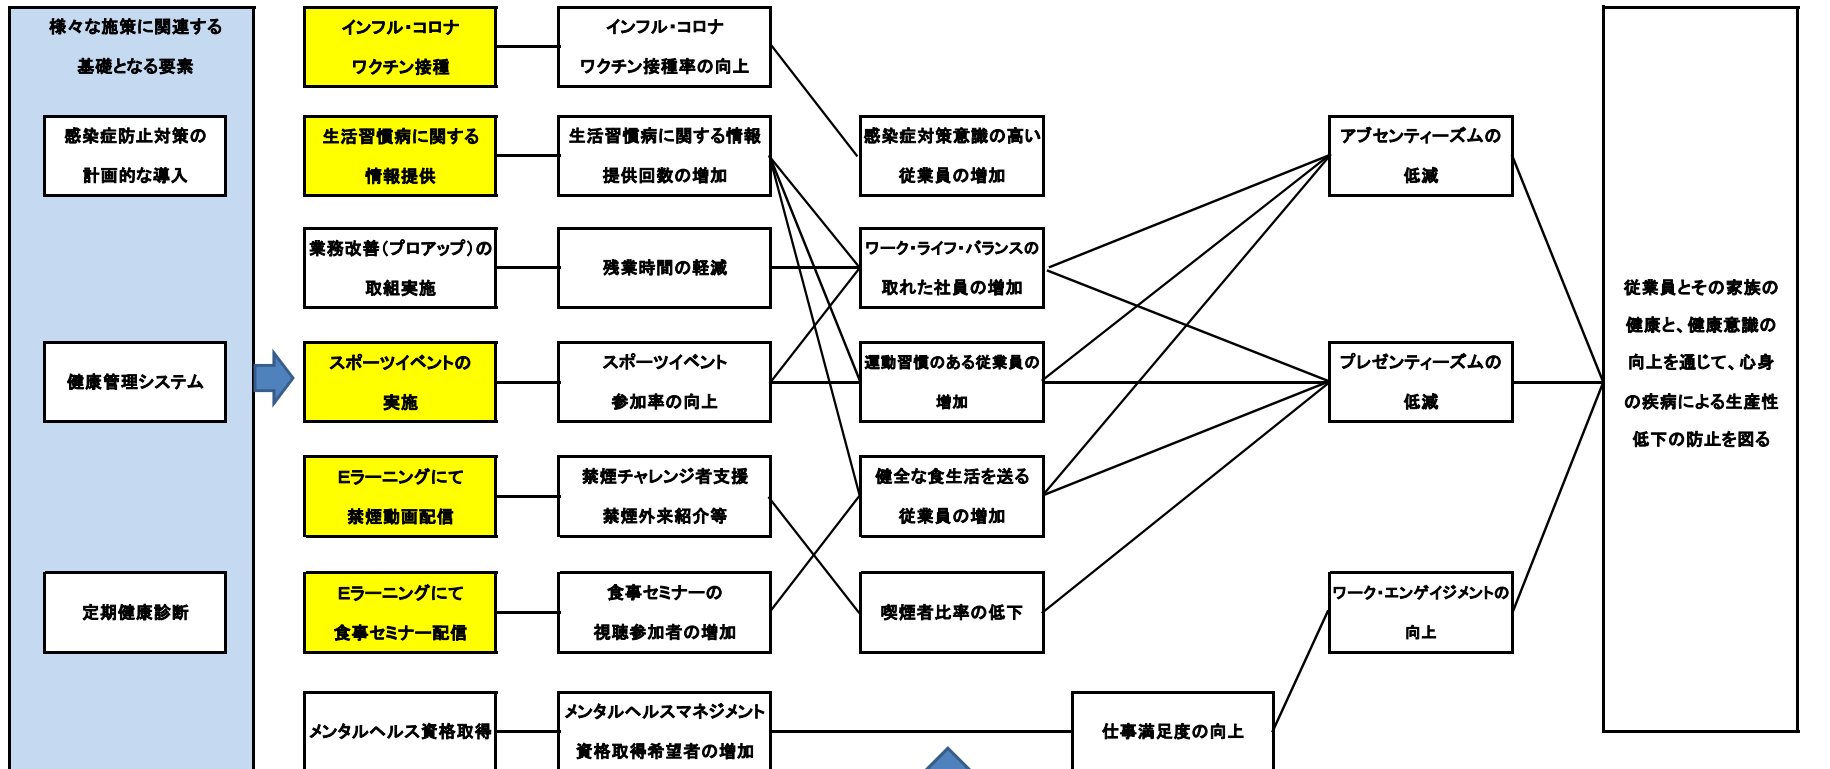 様々な施策に関連する
基礎となる要素
感染症防止対策の
計画的な導入
健康管理システム
定期健康診断
インフル・コロナ
ワクチン接種
生活習慣病に関する
情報提供
業務改善（プロアップ）の
取組実施
スポーツイベントの
実施
Eラーニングにて
禁煙動画配信
Eラーニングにて
食事セミナー配信
メンタルヘルス資格取得
インフル・コロナ
ワクチン接種率の向上
生活習慣病に関する情報
提供回数の増加
残業時間の軽減
スポーツイベント
参加率の向上
禁煙チャレンジ者支援
禁煙外来紹介等
食事セミナーの
視聴参加者の増加
メンタルヘルスマネジメント
資格取得希望者の増加
感染症対策意識の高い
従業員の増加
ワーク・ライフ・バランスの
取れた社員の増加
運動習慣のある従業員の
増加
健全な食生活を送る
従業員の増加
喫煙者比率の低下
仕事満足度の向上
アブセンティーズムの
低減
プレゼンティーズムの
低減
ワーク・エンゲイジメントの
向上
従業員とその家族の
健康と、健康意識の
向上を通じて、心身
の疾病による生産性
低下の防止を図る